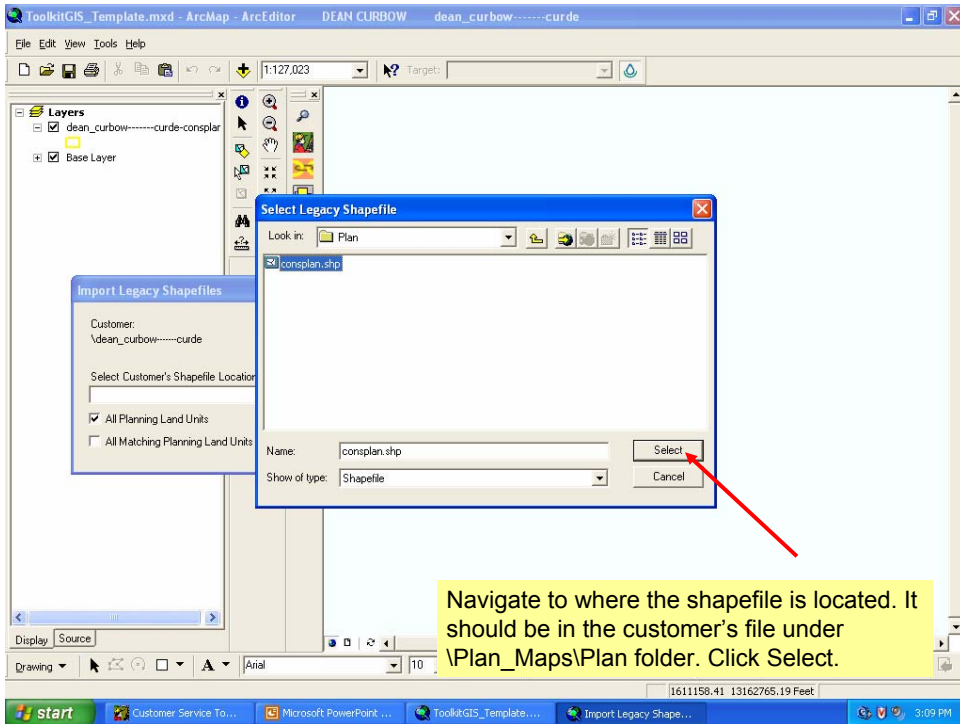 ToolkitGIS_Template.mxd - ArcMap - ArcEditor DEAN CURBOW dean_curbow-------curde
File Edit View Tools Help
1:127,023 Target:
Layers
dean_curbow-------curde-consplar
Base Layer
Select Legacy Shapefile
Look in: Plan
consplan.shp
Name: consplan.shp Select
Show of type: Shapefile Cancel
Import Legacy Shapefiles
Customer:
\dean_curbow-------curde
Select Customer's Shapefile Location
All Planning Land Units
All Matching Planning Land Units
Navigate to where the shapefile is located. It
should be in the customer's file under
\Plan_Maps\Plan folder. Click Select.
Display Source
Drawing A Arial 10
1611158.41 13162765.19 Feet
start Customer Service To... Microsoft PowerPoint ... ToolkitGIS_Template.... Import Legacy Shape... 3:09 PM